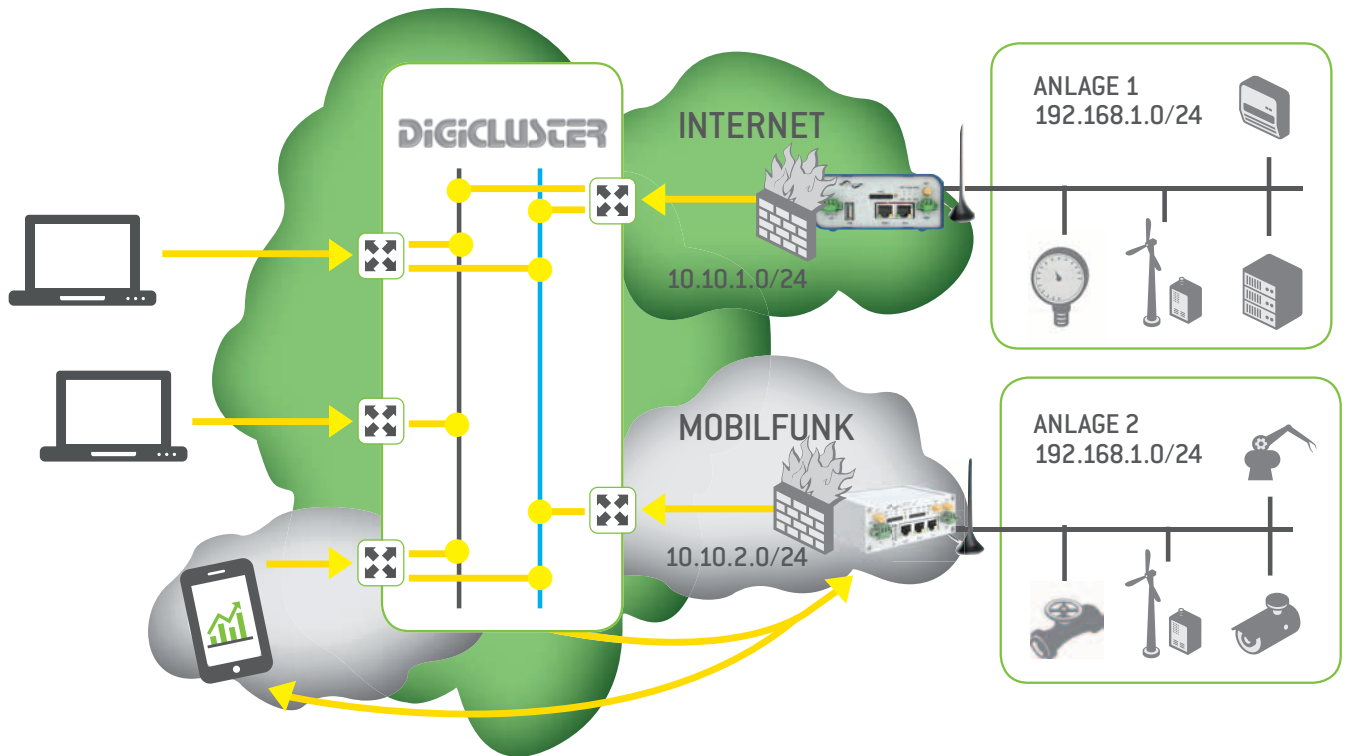 DIGICLUSTER
INTERNET
10.10.1.0/24
ANLAGE 1
192.168.1.0/24
MOBILFUNK
10.10.2.0/24
ANLAGE 2
192.168.1.0/24